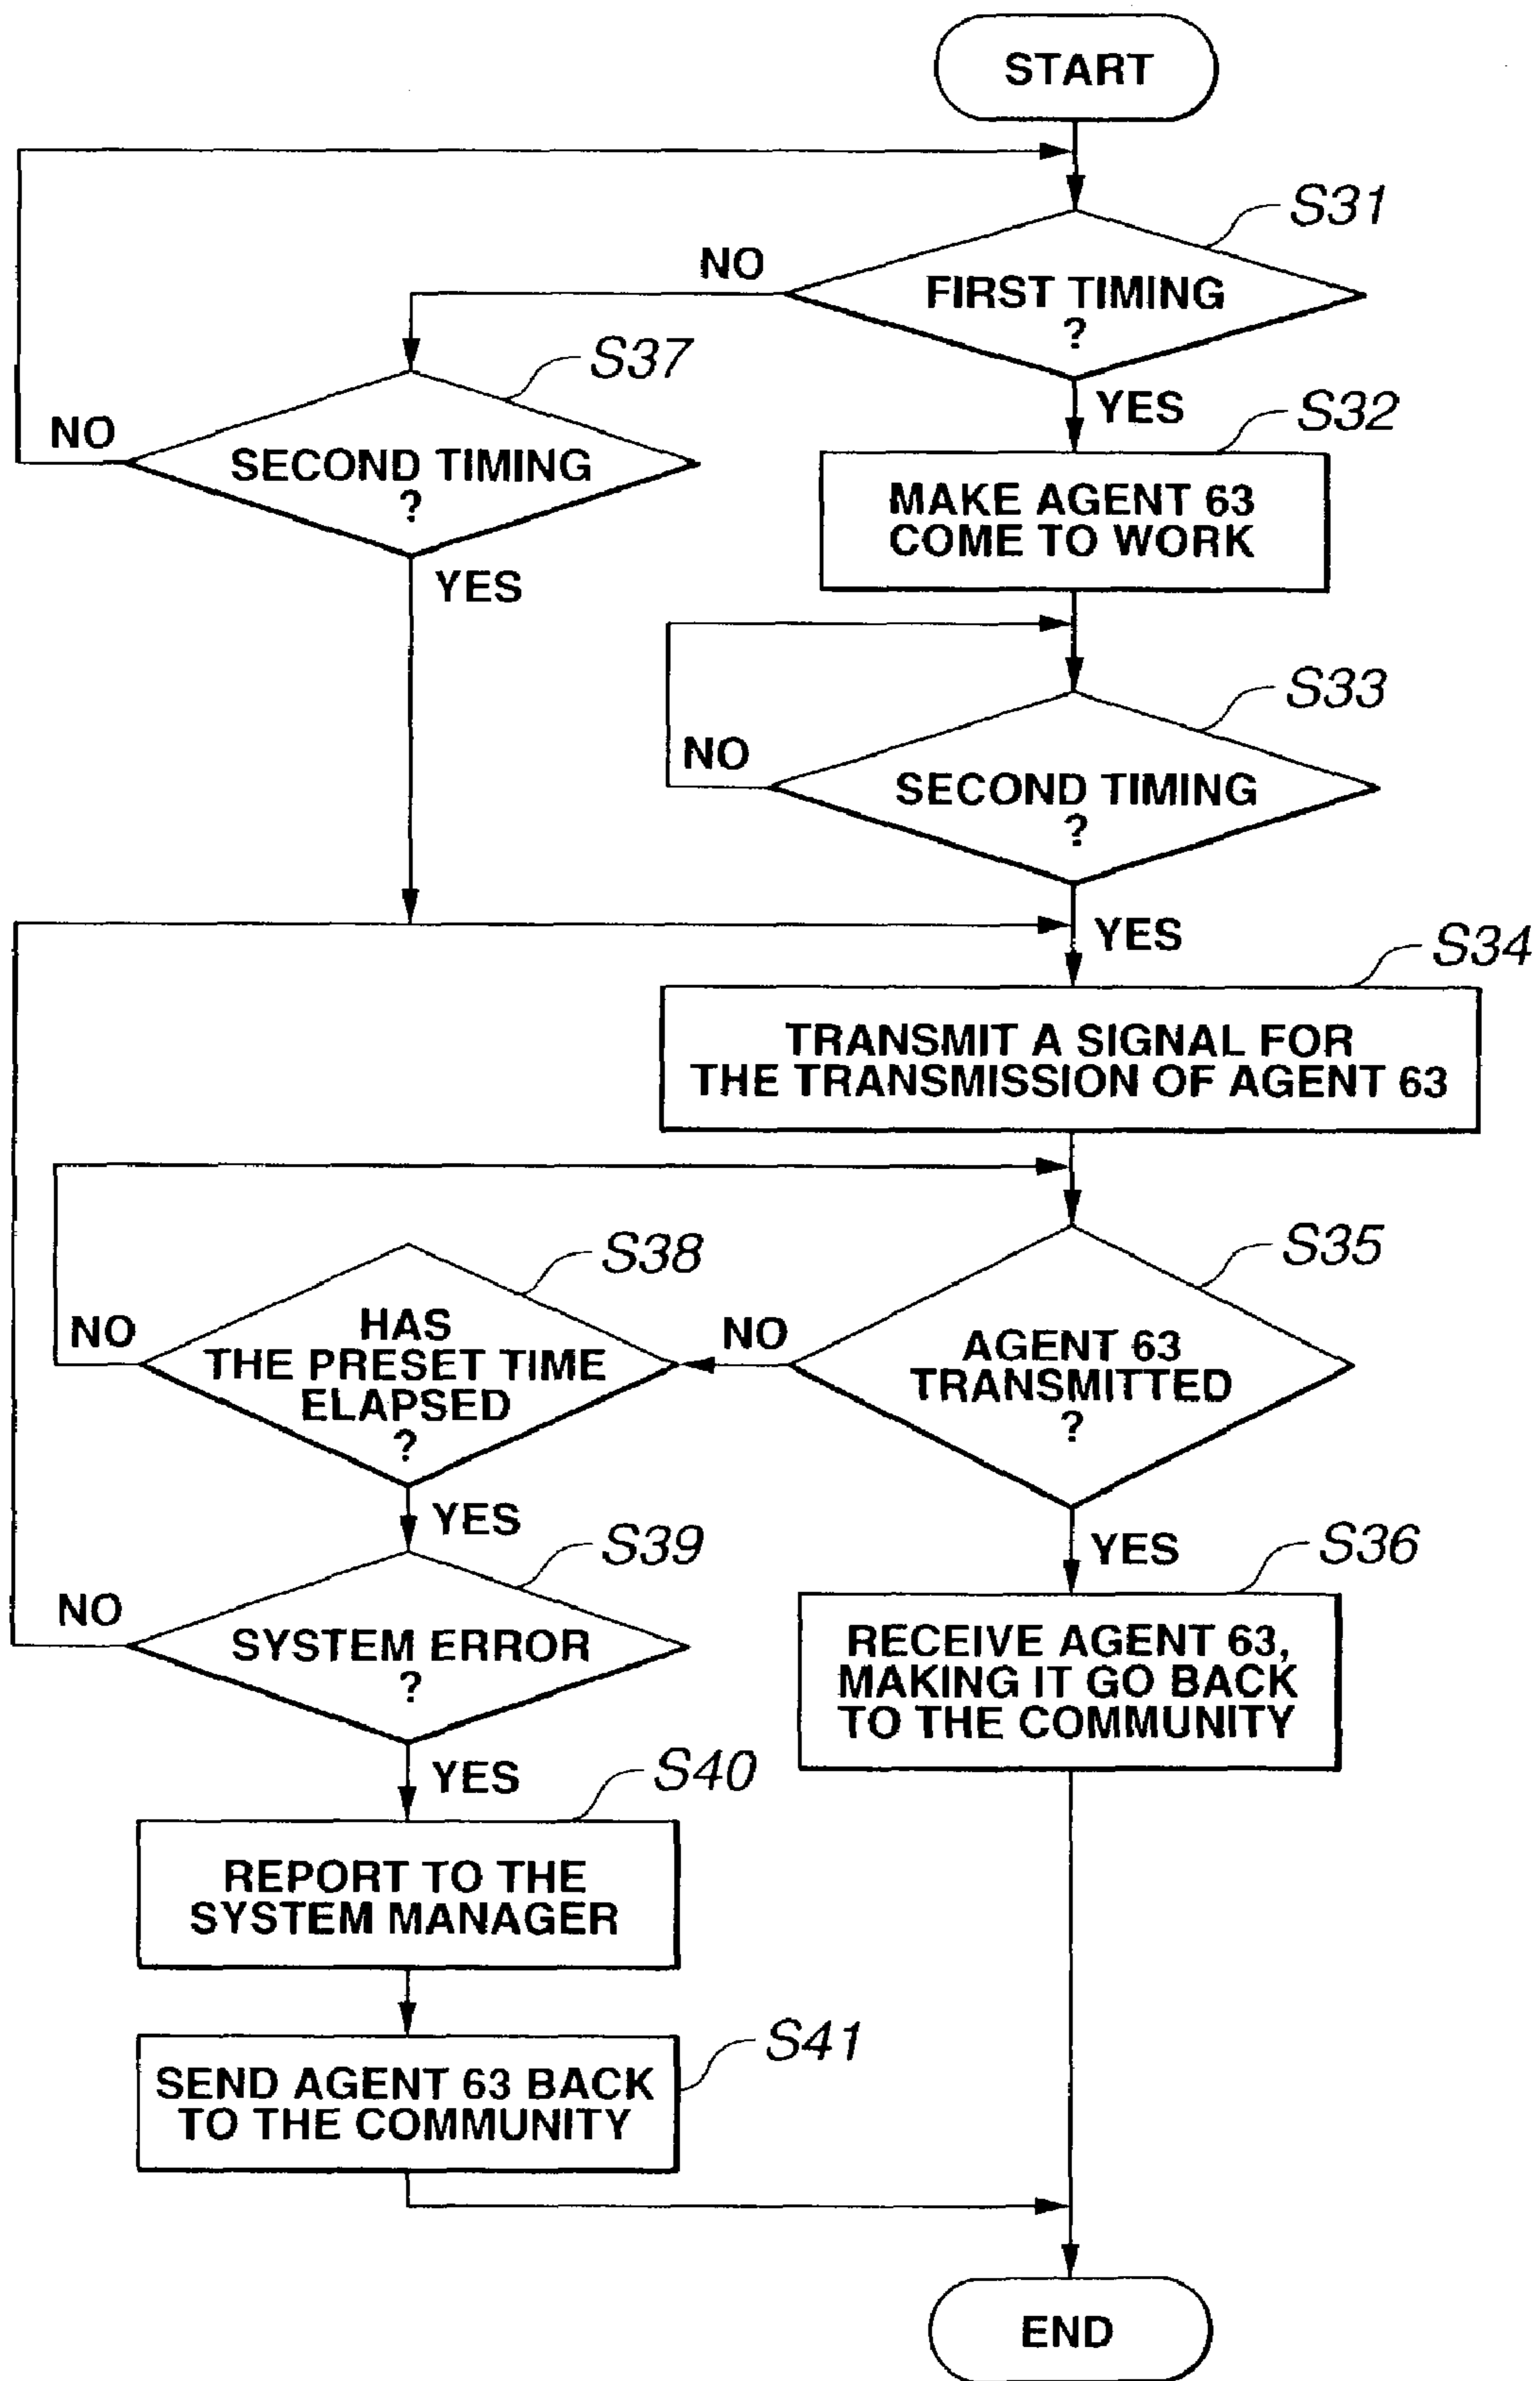 START
S31
NO
FIRST TIMING
?
S37
YES
S32
NO
SECOND TIMING
?
MAKE AGENT 63
COME TO WORK
YES
S33
NO
SECOND TIMING
?
YES
S34
TRANSMIT A SIGNAL FOR
THE TRANSMISSION OF AGENT 63
S38
S35
NO
HAS
THE PRESET TIME
ELAPSED
?
NO
AGENT 63
TRANSMITTED
?
YES
S39
YES
S36
NO
SYSTEM ERROR
?
RECEIVE AGENT 63,
MAKING IT GO BACK
TO THE COMMUNITY
YES
S40
REPORT TO THE
SYSTEM MANAGER
S41
SEND AGENT 63 BACK
TO THE COMMUNITY
END